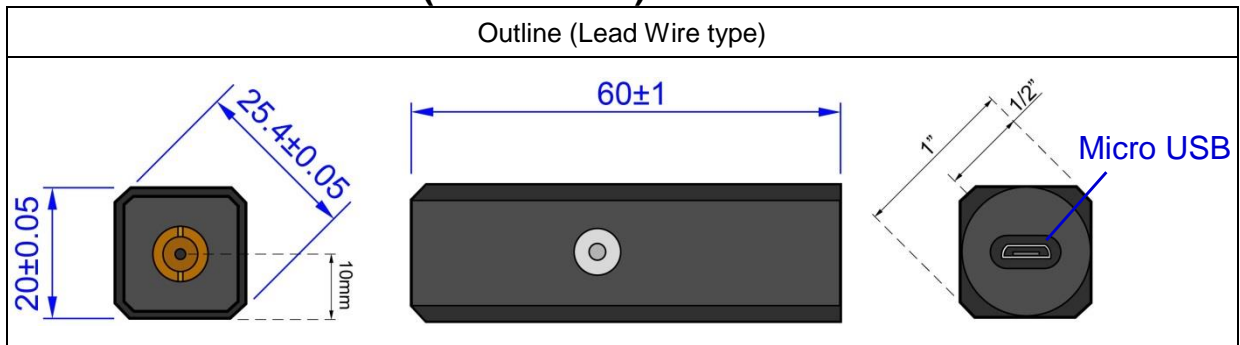 Outline (Lead Wire type)
25.4±0.05
20±0.05
10mm
60±1
1"
1/2"
Micro USB